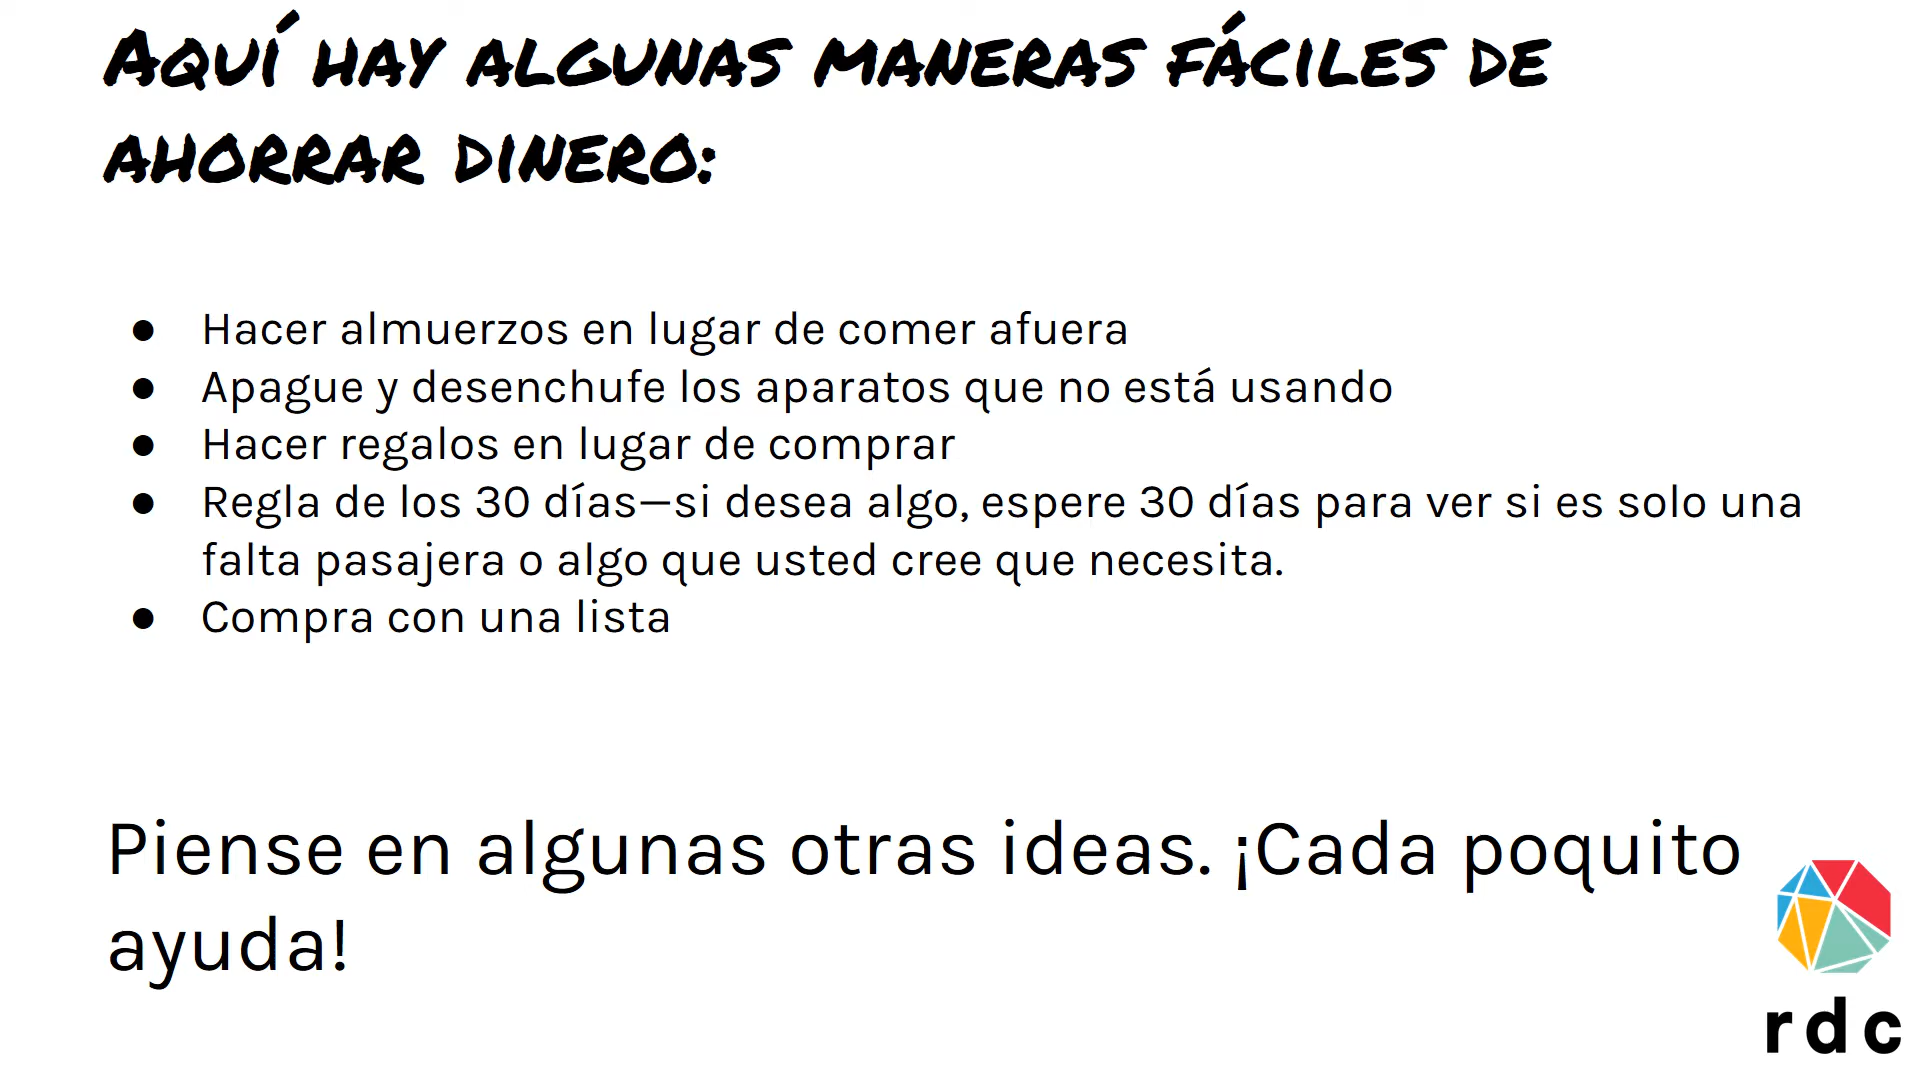 Aquí hay algunas maneras fáciles de
ahorrar dinero:
● Hacer almuerzos en lugar de comer afuera
● Apague y desenchufe los aparatos que no está usando
● Hacer regalos en lugar de comprar
● Regla de los 30 días—si desea algo, espere 30 días para ver si es solo una
falta pasajera o algo que usted cree que necesita.
● Compra con una lista
Piense en algunas otras ideas. ¡Cada poquito
ayuda!
rdc